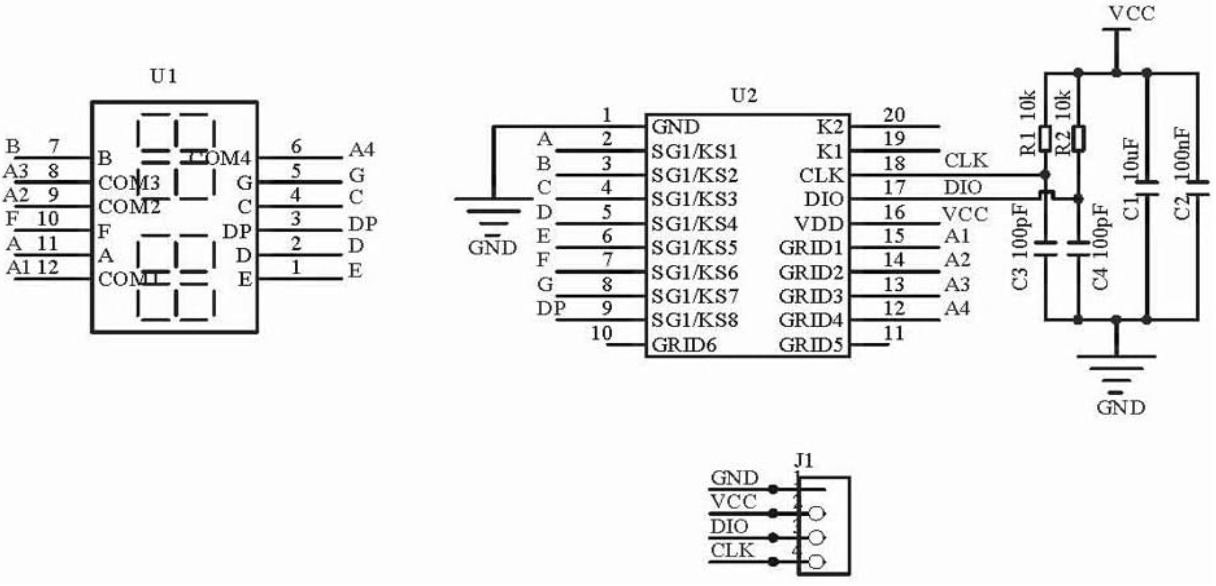 VCC
U1
B 7 B
A3 8 COM3
A2 9 COM2
F 10 F
A 11 A
A1 12 COM1
COM4 6 A4
G 5 G
C 4 C
DP 3 DP
D 2 D
E 1 E
U2
1 GND
A 2 SG1/KS1
B 3 SG1/KS2
C 4 SG1/KS3
D 5 SG1/KS4
E 6 SG1/KS5
F 7 SG1/KS6
G 8 SG1/KS7
DP 9 SG1/KS8
10 GRID6
K2 20
K1 19
CLK 18 CLK
DIO 17 DIO
VDD 16 VCC
GRID1 15 A1
GRID2 14 A2
GRID3 13 A3
GRID4 12 A4
GRID5 11
GND
R1 10k
R2 10k
C3 100pF
C4 100pF
C1 10uF
C2 100nF
GND
J1
GND 1
VCC 2
DIO 3
CLK 4